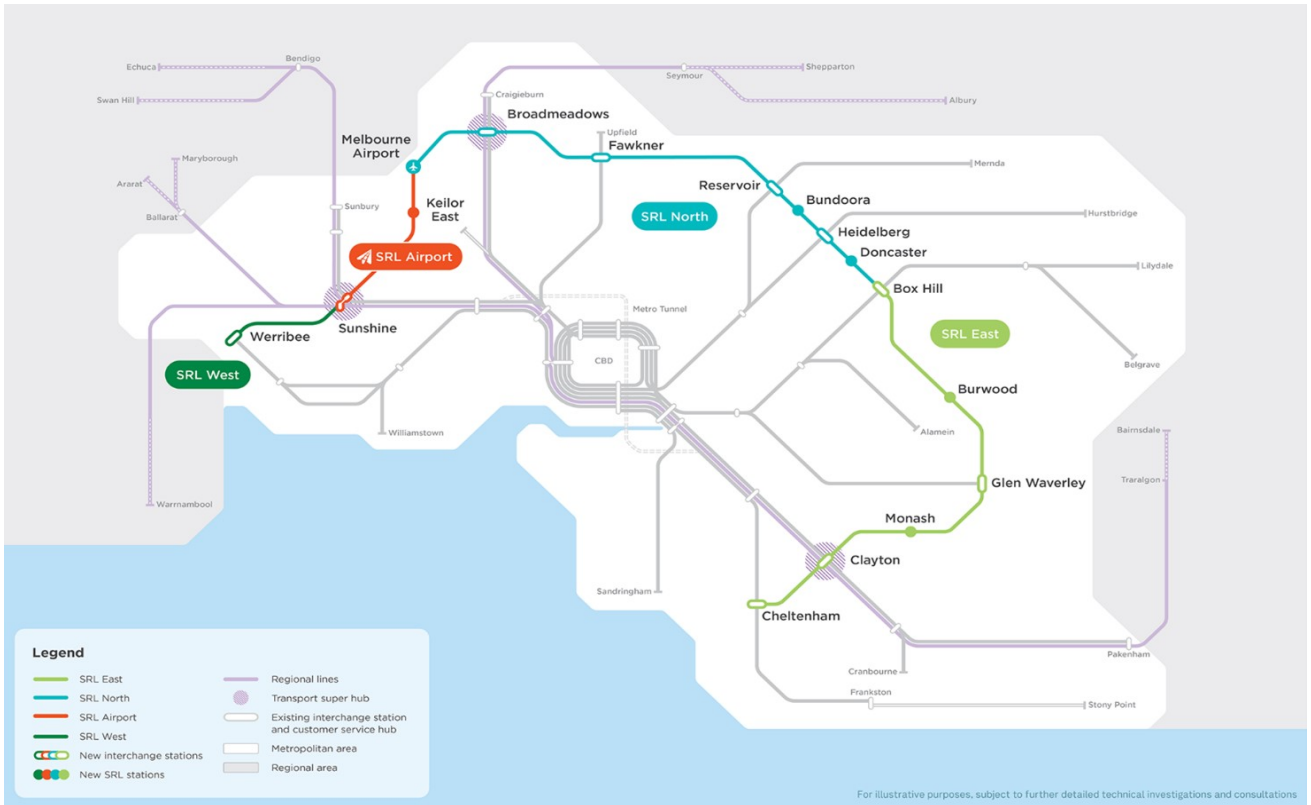 Echuca
Bendigo
Swan Hill
Seymour
Shepparton
Albury
Craigieburn
Broadmeadows
Melbourne
Airport
Upfield
Fawkner
Maryborough
Ararat
Ballarat
Sunbury
Keilor
East
Mernda
Reservoir
Bundoora
SRL North
Hurstbridge
Heidelberg
Doncaster
SRL Airport
Lilydale
Box Hill
Metro Tunnel
Sunshine
Werribee
SRL East
CBD
Belgrave
SRL West
Burwood
Williamstown
Alamein
Bairnsdale
Glen Waverley
Traralgon
Warrnambool
Monash
Clayton
Sandringham
Cheltenham
Pakenham
Cranbourne
Frankston
Stony Point
Legend
SRL East
SRL North
SRL Airport
SRL West
New interchange stations
New SRL stations
Regional lines
Transport super hub
Existing interchange station
and customer service hub
Metropolitan area
Regional area
For illustrative purposes, subject to further detailed technical investigations and consultations